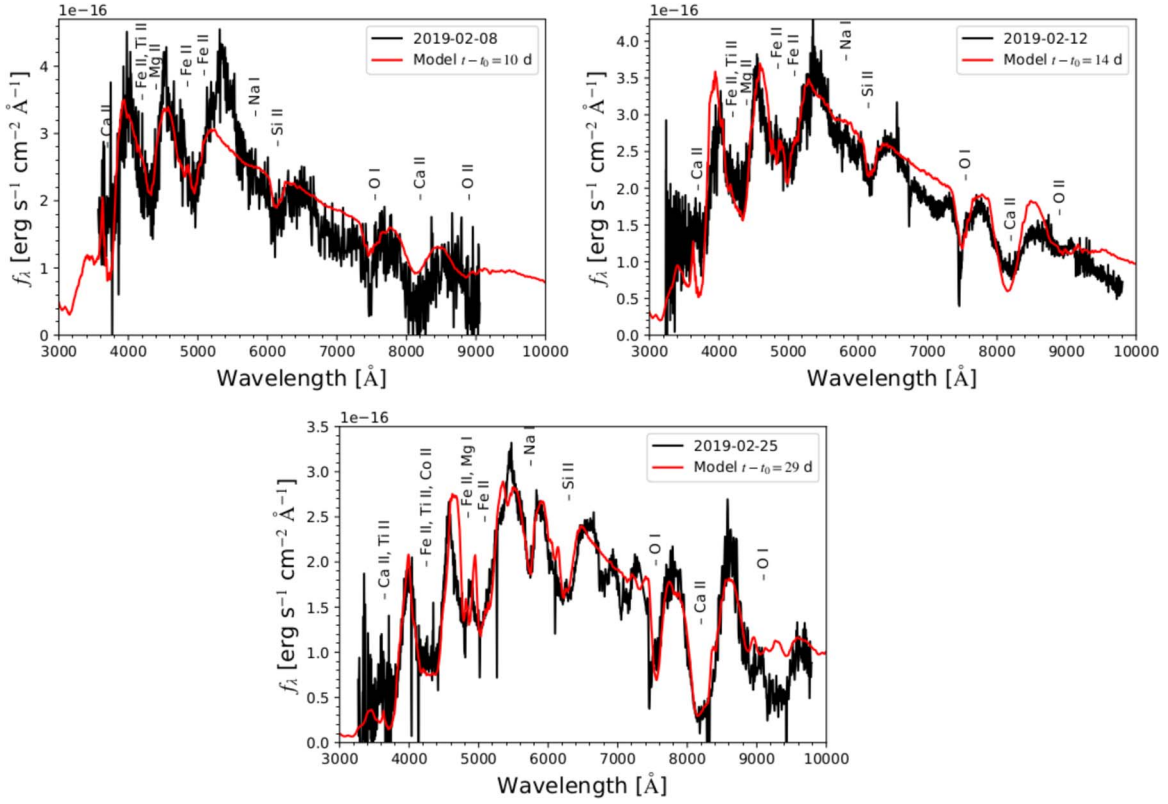 1e−16
2019-02-08
Model t − t₀ = 10 d
Ca II
Fe II, Ti II
Mg II
Fe II
Fe II
Na I
Si II
O I
Ca II
O II
4
3
2
1
0
fλ [erg s⁻¹ cm⁻² Å⁻¹]
3000 4000 5000 6000 7000 8000 9000 10000
Wavelength [Å]
1e−16
2019-02-12
Model t − t₀ = 14 d
Ca II
Fe II, Ti II
Mg II
Fe II
Fe II
Na I
Si II
O I
Ca II
O II
4.0
3.5
3.0
2.5
2.0
1.5
1.0
0.5
0.0
fλ [erg s⁻¹ cm⁻² Å⁻¹]
3000 4000 5000 6000 7000 8000 9000 10000
Wavelength [Å]
1e−16
2019-02-25
Model t − t₀ = 29 d
Ca II, Ti II
Fe II, Ti II, Co II
Fe II, Mg I
Fe II
Na I
Si II
O I
Ca II
O I
3.5
3.0
2.5
2.0
1.5
1.0
0.5
0.0
fλ [erg s⁻¹ cm⁻² Å⁻¹]
3000 4000 5000 6000 7000 8000 9000 10000
Wavelength [Å]